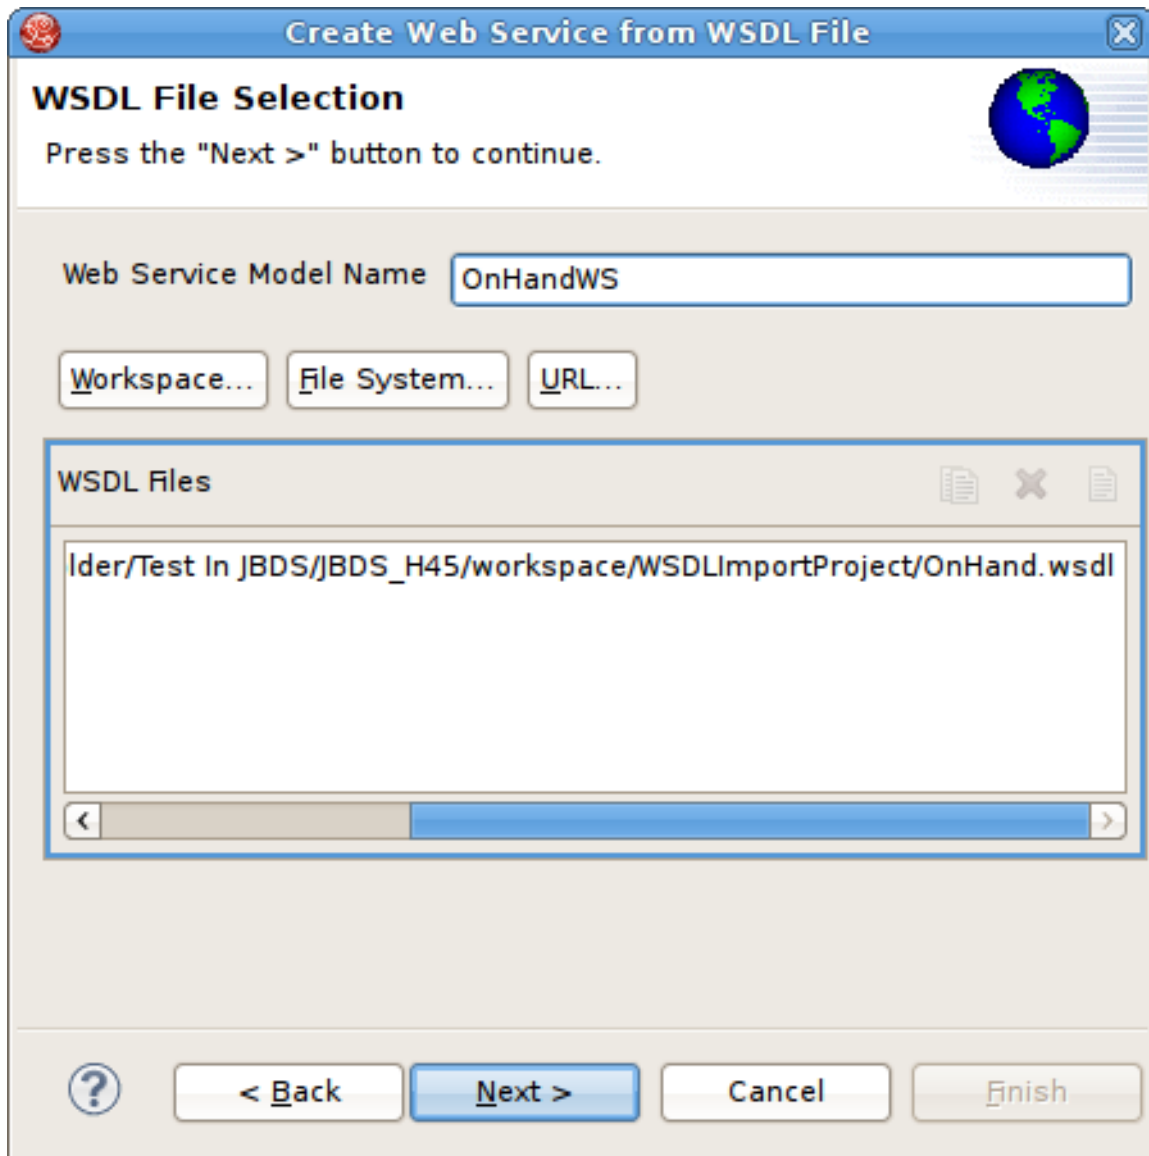 Create Web Service from WSDL File
WSDL File Selection
Press the "Next >" button to continue.
Web Service Model Name OnHandWS
Workspace... File System... URL...
WSDL Files
lder/Test In JBDS/JBDS_H45/workspace/WSDLImportProject/OnHand.wsdl
? < Back Next > Cancel Finish